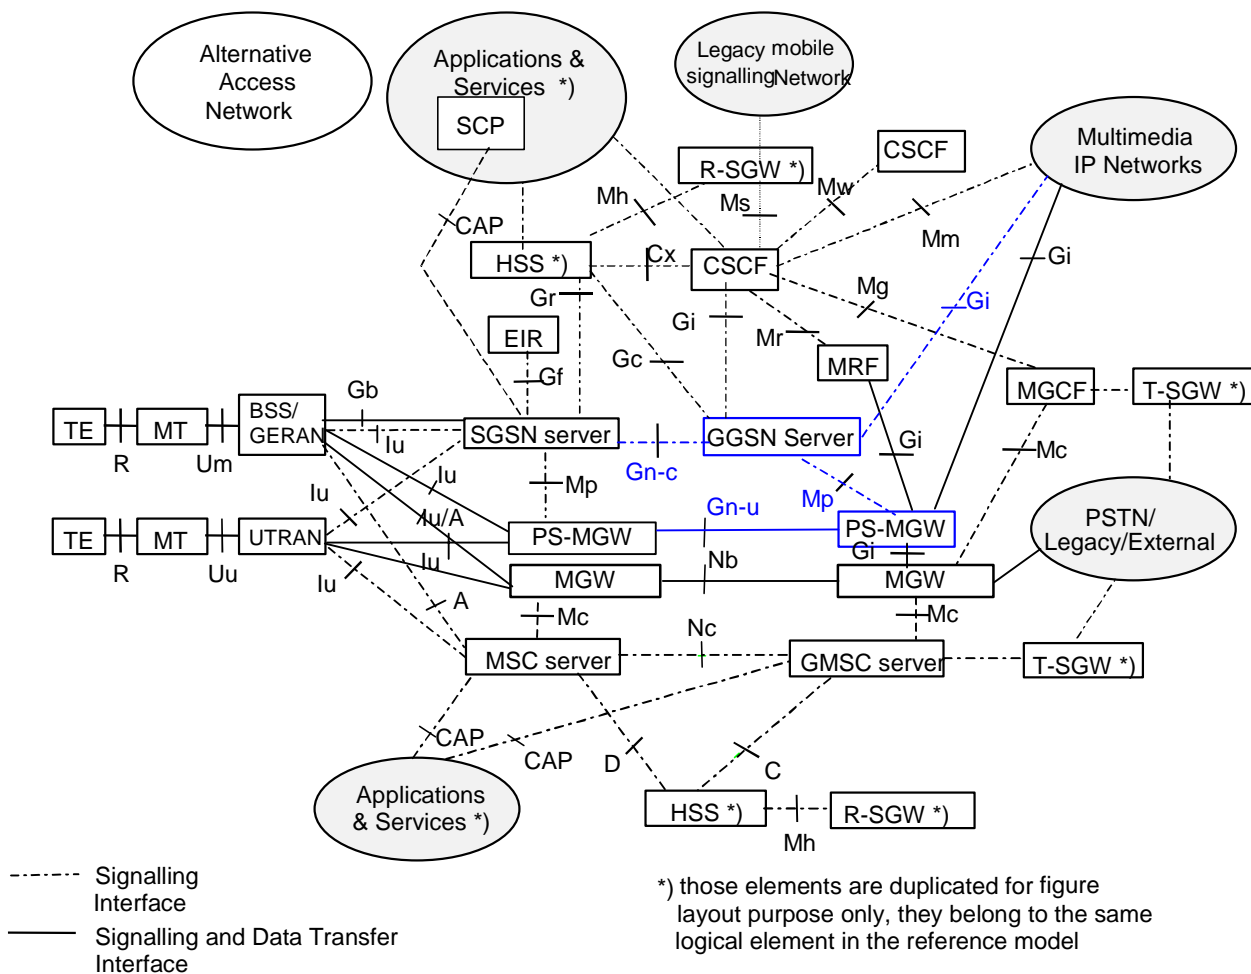 Alternative
Access
Network
Applications &
Services *)
SCP
Legacy mobile
signalling Network
Multimedia
IP Networks
CSCF
R-SGW *)
Mh
Ms
Mw
Mm
CAP
HSS *)
Cx
CSCF
Gi
Gr
Gi
Mg
Gi
EIR
Gf
Gc
Mr
MRF
MGCF
T-SGW *)
Gb
TE
R
MT
Um
BSS/
GERAN
Iu
SGSN server
Gn-c
GGSN Server
Gi
Mc
Iu
Iu
Mp
Mp
Gn-u
Iu/A
TE
R
MT
Uu
UTRAN
PS-MGW
PS-MGW
PSTN/
Legacy/External
Iu
Iu
Gi
MGW
Nb
MGW
A
Mc
Mc
Nc
MSC server
GMSC server
T-SGW *)
CAP
CAP
D
C
Applications
& Services *)
HSS *)
Mh
R-SGW *)
Signalling
Interface
Signalling and Data Transfer
Interface
*) those elements are duplicated for figure
layout purpose only, they belong to the same
logical element in the reference model